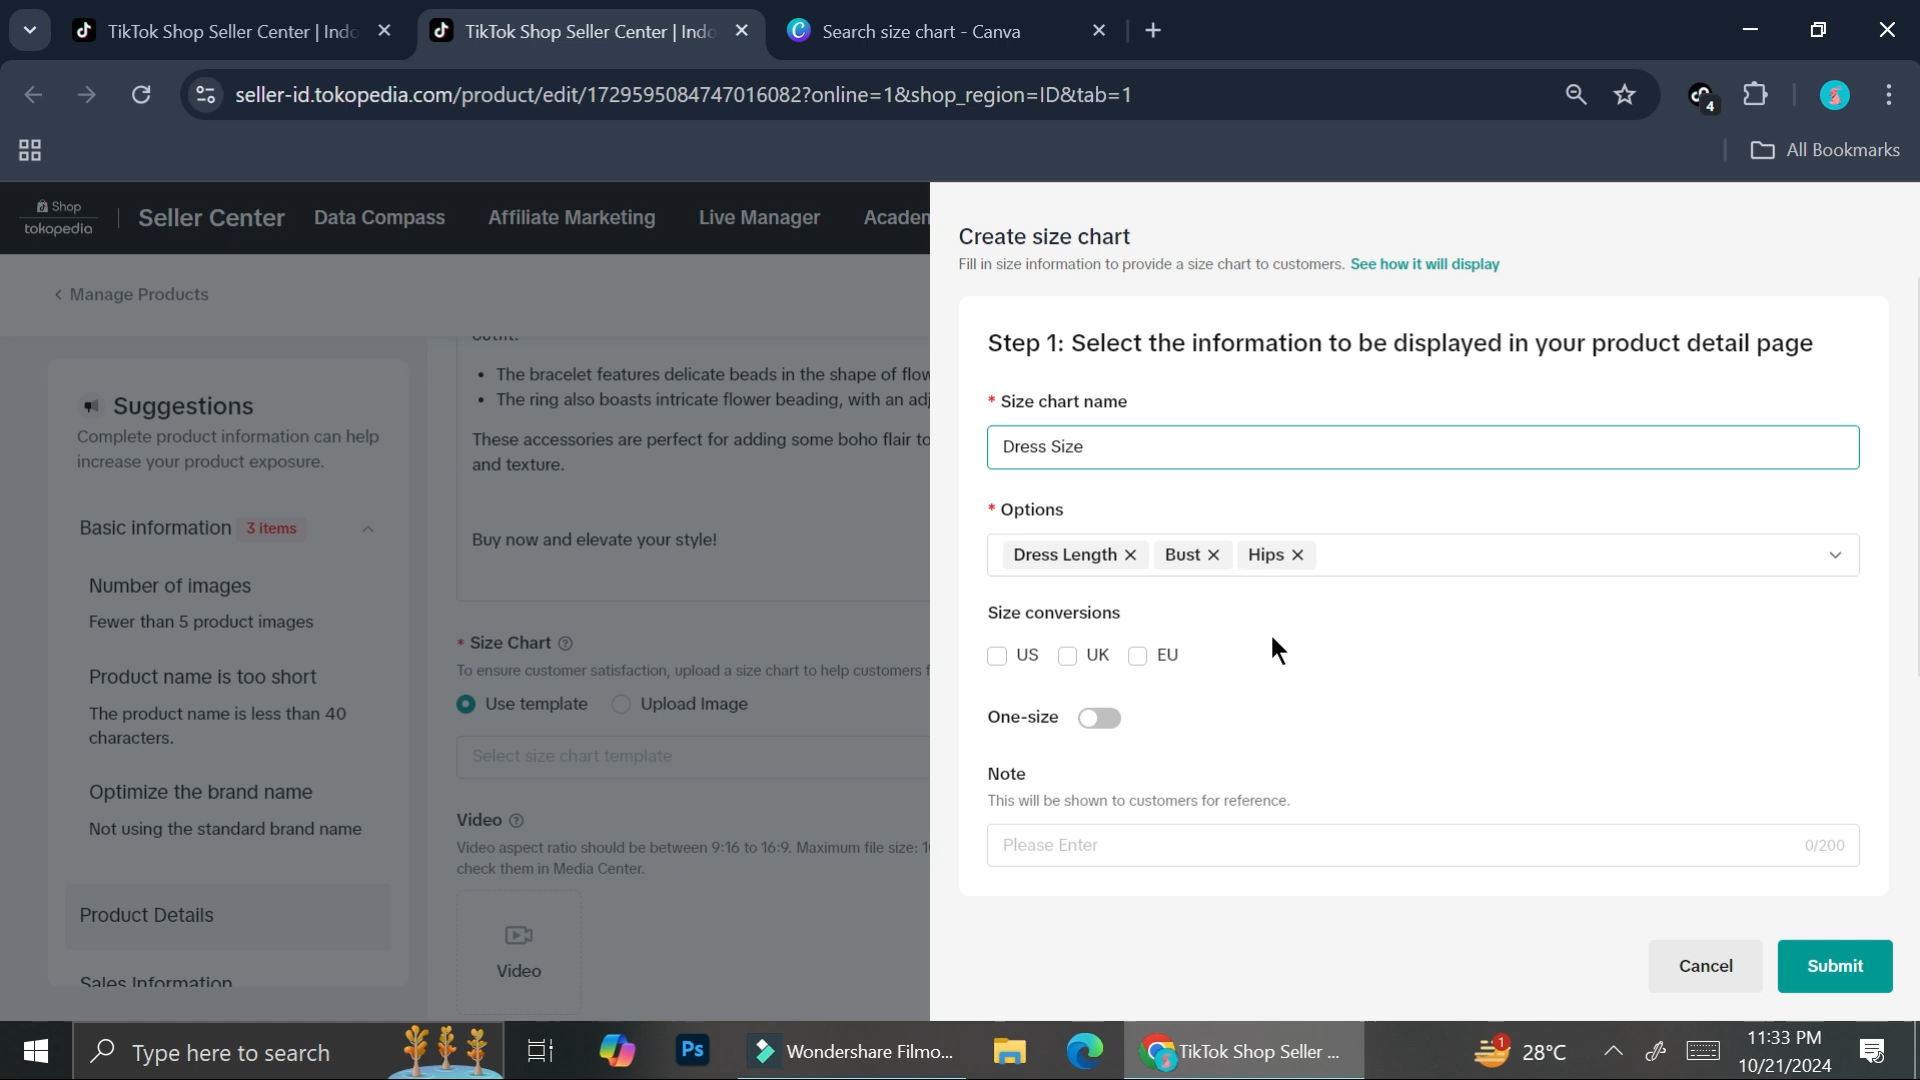 TikTok Shop Seller Center | Indo
TikTok Shop Seller Center | Indo
Search size chart - Canva
seller-id.tokopedia.com/product/edit/1729595084747016082?online=1&shop_region=ID&tab=1
4
All Bookmarks
Shop
tokopedia
Seller Center
Data Compass
Affiliate Marketing
Live Manager
Academ
Manage Products
Suggestions
Complete product information can help
increase your product exposure.
Basic information 3 items
Number of images
Fewer than 5 product images
Product name is too short
The product name is less than 40
characters.
Optimize the brand name
Not using the standard brand name
Product Details
Sales Information
outfit.
• The bracelet features delicate beads in the shape of flow
• The ring also boasts intricate flower beading, with an adj
These accessories are perfect for adding some boho flair to
and texture.
Buy now and elevate your style!
* Size Chart
To ensure customer satisfaction, upload a size chart to help customers f
Use template
Upload Image
Select size chart template
Video
Video aspect ratio should be between 9:16 to 16:9. Maximum file size: 1
check them in Media Center.
Video
Create size chart
Fill in size information to provide a size chart to customers. See how it will display
Step 1: Select the information to be displayed in your product detail page
* Size chart name
Dress Size
* Options
Dress Length
Bust
Hips
Size conversions
US
UK
EU
One-size
Note
This will be shown to customers for reference.
Please Enter
0/200
Cancel
Submit
Type here to search
Ps
Wondershare Filmo...
TikTok Shop Seller ...
1
28°C
11:33 PM
10/21/2024